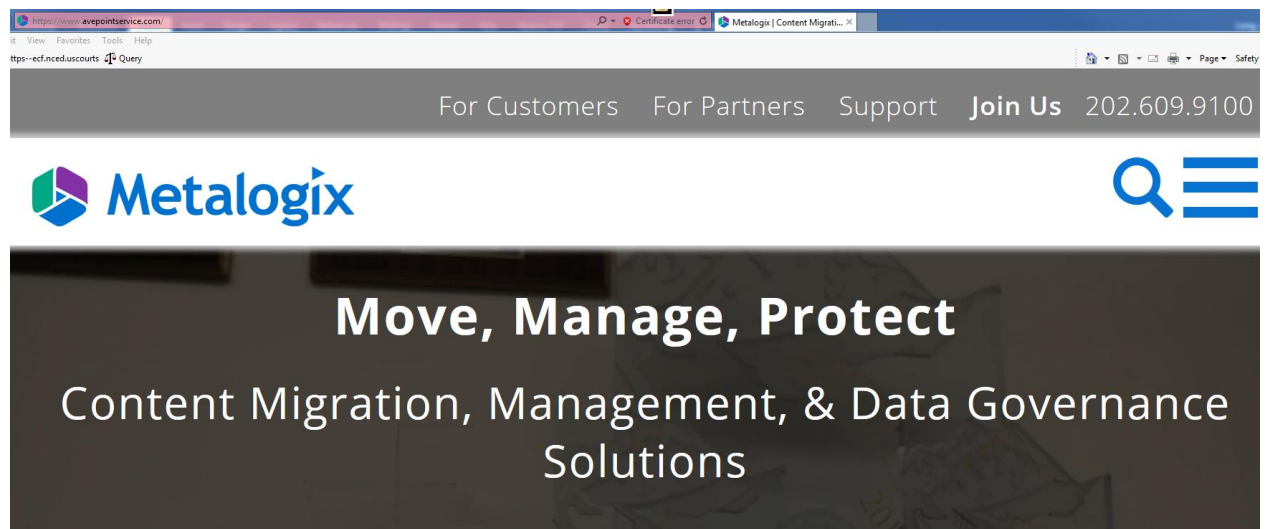 https://www.avepointservice.com/ Certificate error Metalogix | Content Migrati... ×
it View Favorites Tools Help
ttps--ecf.nced.uscourts Query Page Safety
For Customers For Partners Support Join Us 202.609.9100
Metalogix
Move, Manage, Protect
Content Migration, Management, & Data Governance
Solutions